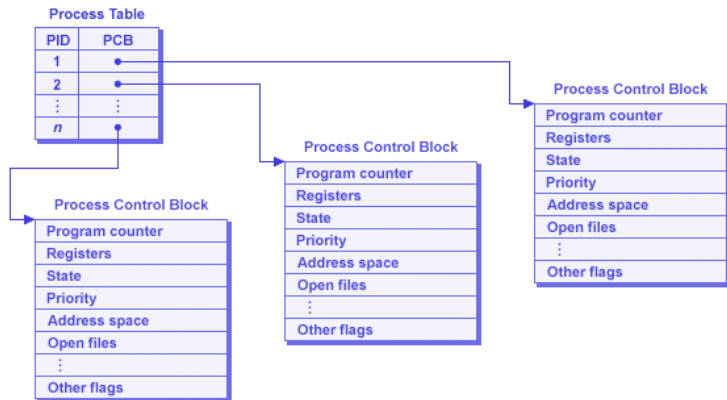 Process Table
PID PCB
1
2
⋮ ⋮
n
Process Control Block
Program counter
Registers
State
Priority
Address space
Open files
⋮
Other flags
Process Control Block
Program counter
Registers
State
Priority
Address space
Open files
⋮
Other flags
Process Control Block
Program counter
Registers
State
Priority
Address space
Open files
⋮
Other flags